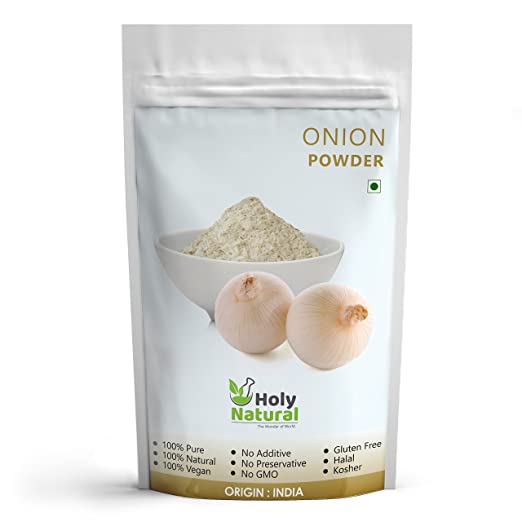 ONION
POWDER
Holy
Natural
The Wonder of World
100% Pure
100% Natural
100% Vegan
No Additive
No Preservative
No GMO
Gluten Free
Halal
Kosher
ORIGIN : INDIA